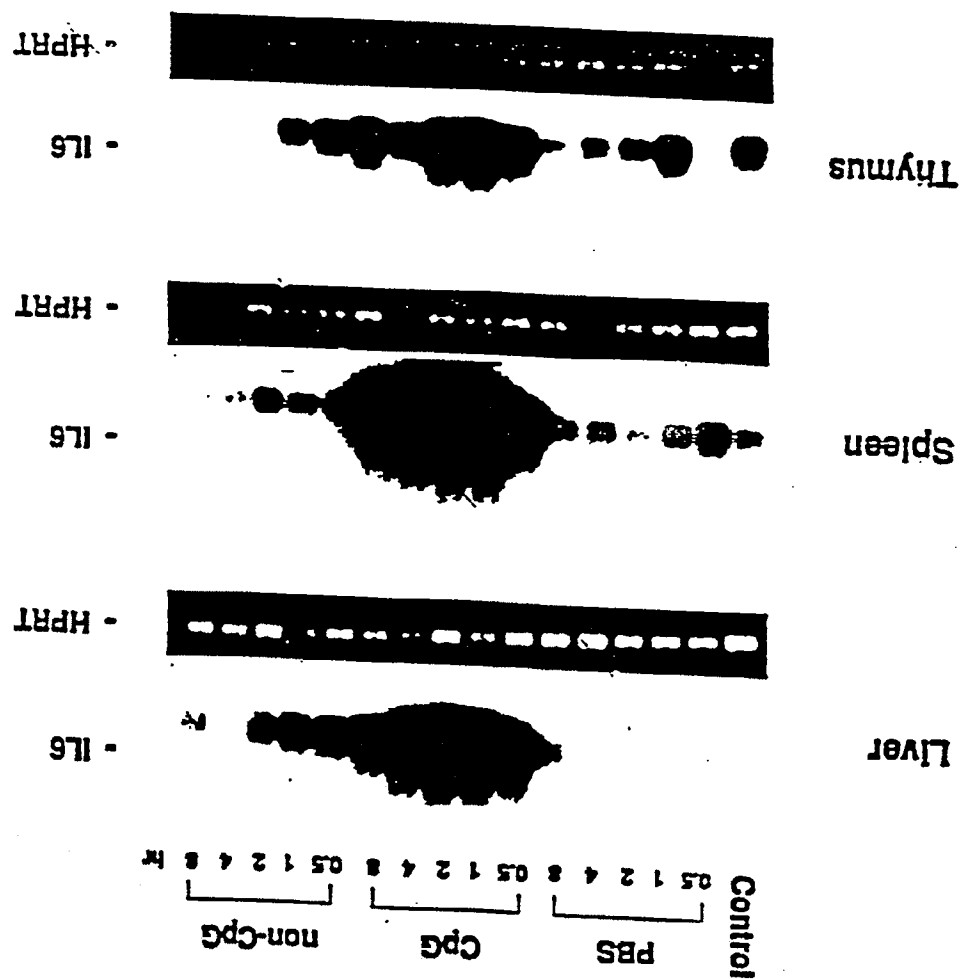 Control PBS CpG non-CpG
0.5 1 2 4 8 0.5 1 2 4 8 0.5 1 2 4 8 hr
Liver - IL6
- HPRT
Spleen - IL6
- HPRT
Thymus - IL6
- HPRT